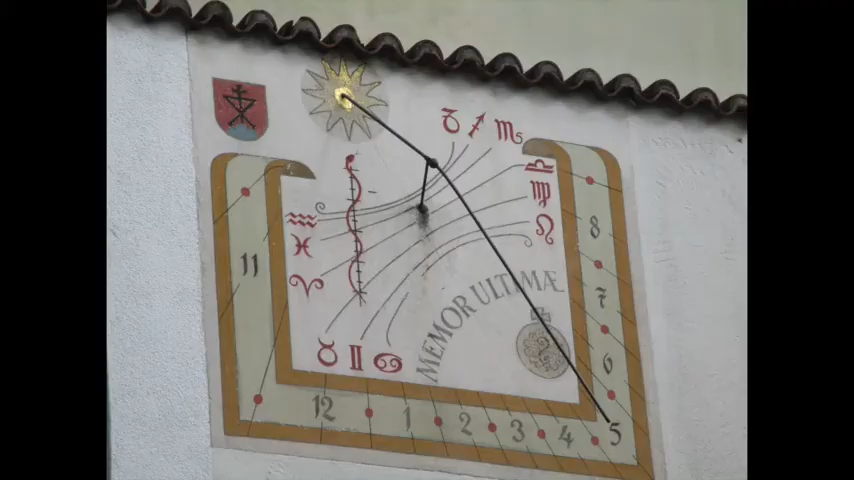 ♑ ♐ ♏
♎
♍
♌
♒
♓
♈
♉ ♊ ♋
MEMOR ULTIMÆ
11
12 1 2 3 4 5
6
7
8